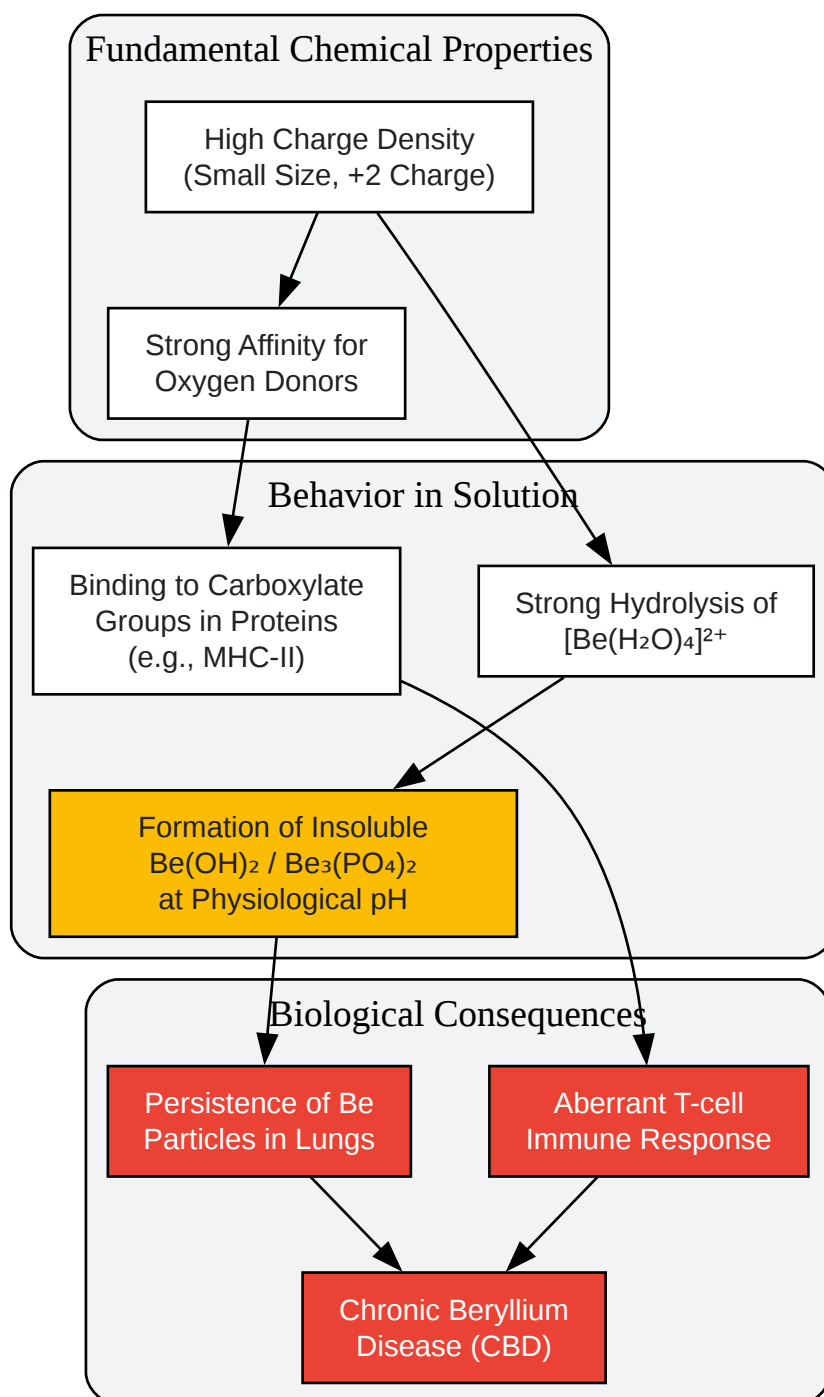 Fundamental Chemical Properties
High Charge Density
(Small Size, +2 Charge)
Strong Affinity for
Oxygen Donors
Behavior in Solution
Binding to Carboxylate
Groups in Proteins
(e.g., MHC-II)
Strong Hydrolysis of
[Be(H₂O)₄]²⁺
Formation of Insoluble
Be(OH)₂ / Be₃(PO₄)₂
at Physiological pH
Biological Consequences
Persistence of Be
Particles in Lungs
Aberrant T-cell
Immune Response
Chronic Beryllium
Disease (CBD)